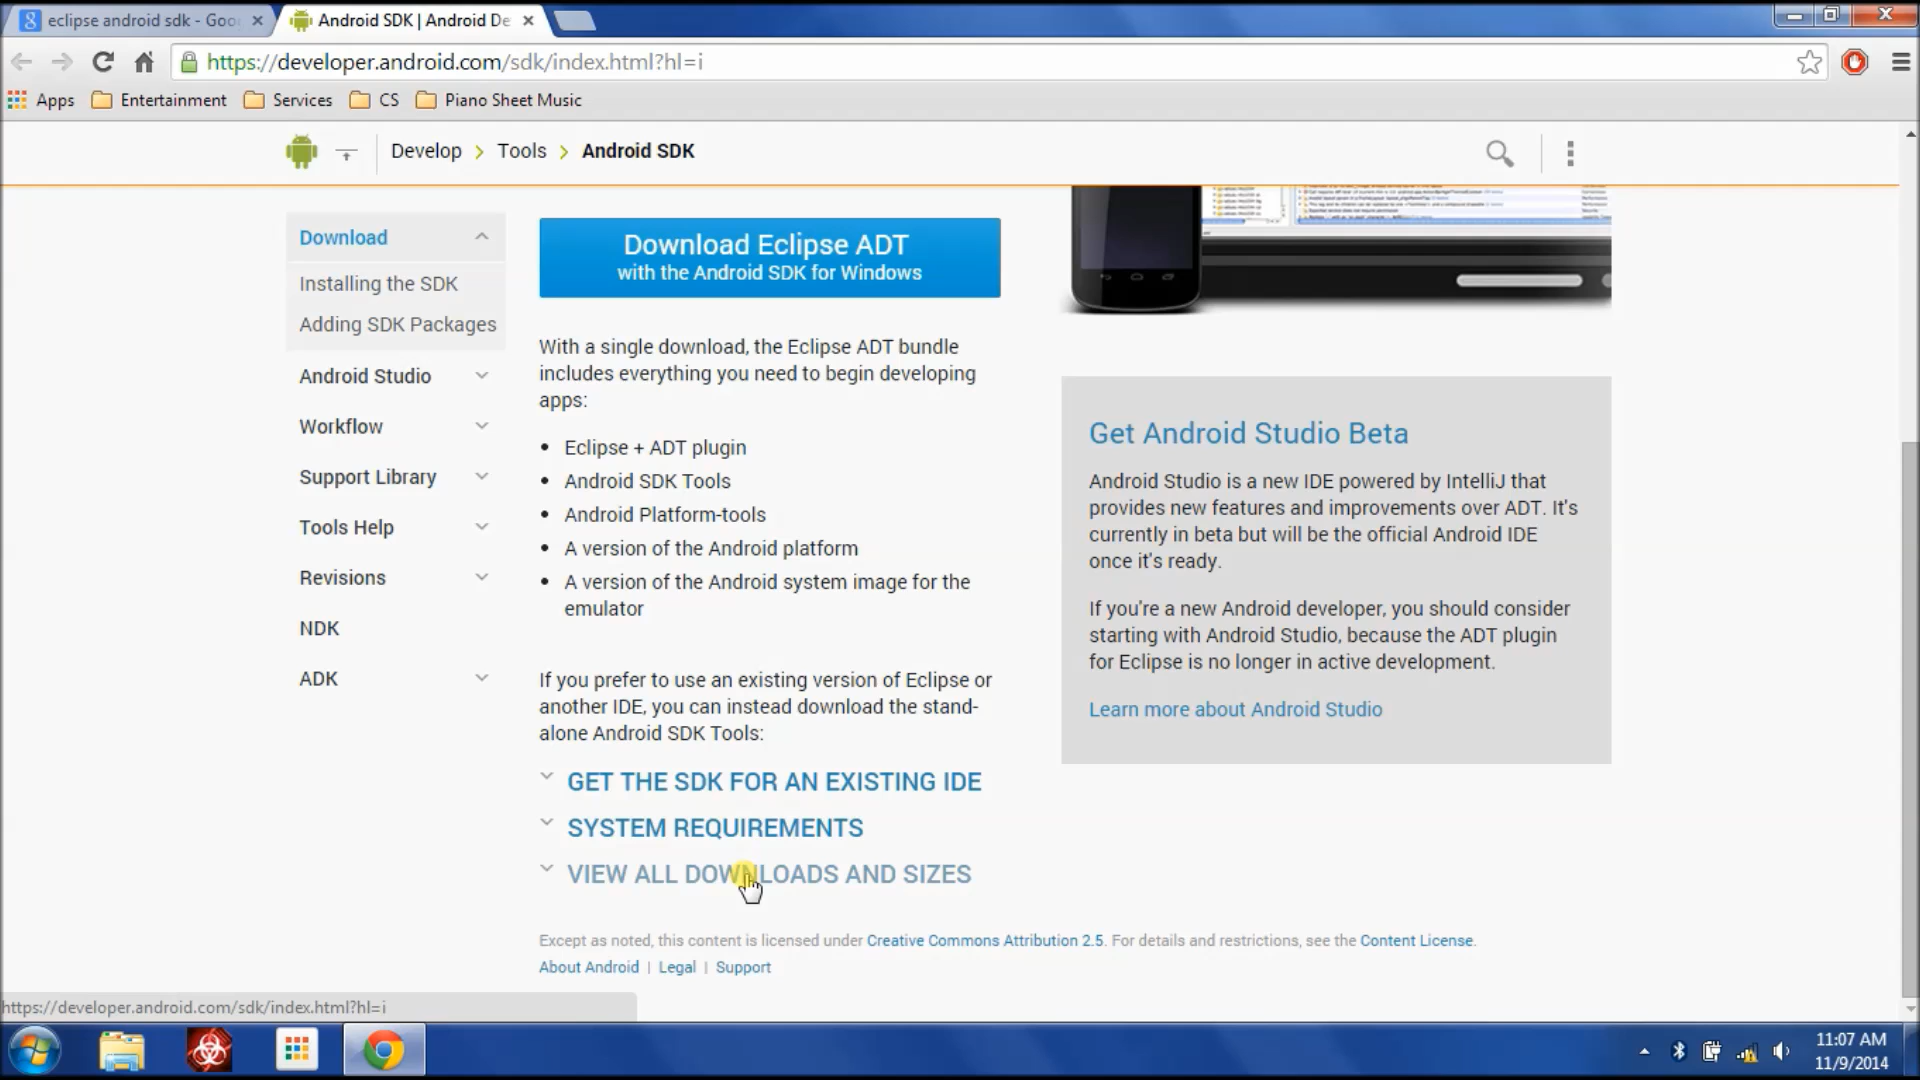 eclipse android sdk - Goo
Android SDK | Android De
https://developer.android.com/sdk/index.html?hl=i
Apps
Entertainment
Services
CS
Piano Sheet Music
Develop > Tools > Android SDK
Download
Installing the SDK
Adding SDK Packages
Android Studio
Workflow
Support Library
Tools Help
Revisions
NDK
ADK
Download Eclipse ADT
with the Android SDK for Windows
With a single download, the Eclipse ADT bundle
includes everything you need to begin developing
apps:
• Eclipse + ADT plugin
• Android SDK Tools
• Android Platform-tools
• A version of the Android platform
• A version of the Android system image for the
emulator
If you prefer to use an existing version of Eclipse or
another IDE, you can instead download the stand-
alone Android SDK Tools:
GET THE SDK FOR AN EXISTING IDE
SYSTEM REQUIREMENTS
VIEW ALL DOWNLOADS AND SIZES
Get Android Studio Beta
Android Studio is a new IDE powered by IntelliJ that
provides new features and improvements over ADT. It's
currently in beta but will be the official Android IDE
once it's ready.
If you're a new Android developer, you should consider
starting with Android Studio, because the ADT plugin
for Eclipse is no longer in active development.
Learn more about Android Studio
Except as noted, this content is licensed under Creative Commons Attribution 2.5. For details and restrictions, see the Content License.
About Android | Legal | Support
https://developer.android.com/sdk/index.html?hl=i
11:07 AM
11/9/2014